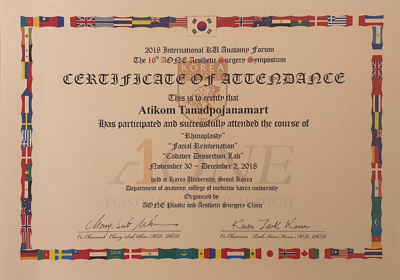 2018 International KU Anatomy Forum
The 16th AONE Aesthetic Surgery Symposium
KOREA
CERTIFICATE OF ATTENDANCE
This is to certify that
Atikom Tanadpojanamart
Has participated and successfully attended the course of
"Rhinoplasty"
"Facial Rejuvenation"
"Cadaver Dissection Lab"
November 30 ~ December 2, 2018
held at Korea University, Seoul Korea
Department of anatomy, college of medicine korea university
Organized by
AONE Plastic and Aesthetic Surgery Clinic